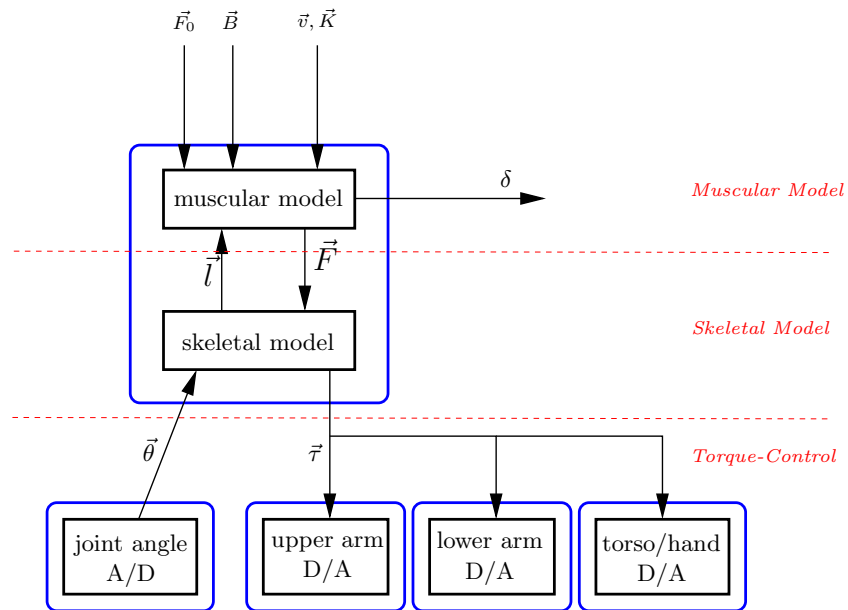 F⃗₀ B⃗ v⃗, K⃗
muscular model
δ
Muscular Model
l⃗ F⃗
skeletal model
Skeletal Model
θ⃗ τ⃗
Torque-Control
joint angle
A/D
upper arm
D/A
lower arm
D/A
torso/hand
D/A